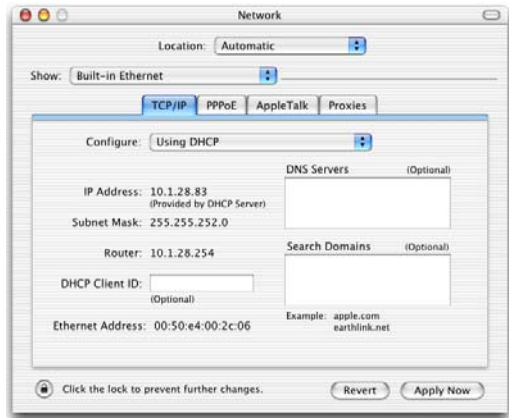 Network
Location: Automatic
Show: Built-in Ethernet
TCP/IP PPPoE AppleTalk Proxies
Configure: Using DHCP
DNS Servers (Optional)
IP Address: 10.1.28.83
(Provided by DHCP Server)
Subnet Mask: 255.255.252.0
Router: 10.1.28.254
Search Domains (Optional)
DHCP Client ID:
(Optional)
Example: apple.com
earthlink.net
Ethernet Address: 00:50:e4:00:2c:06
Click the lock to prevent further changes.
Revert Apply Now